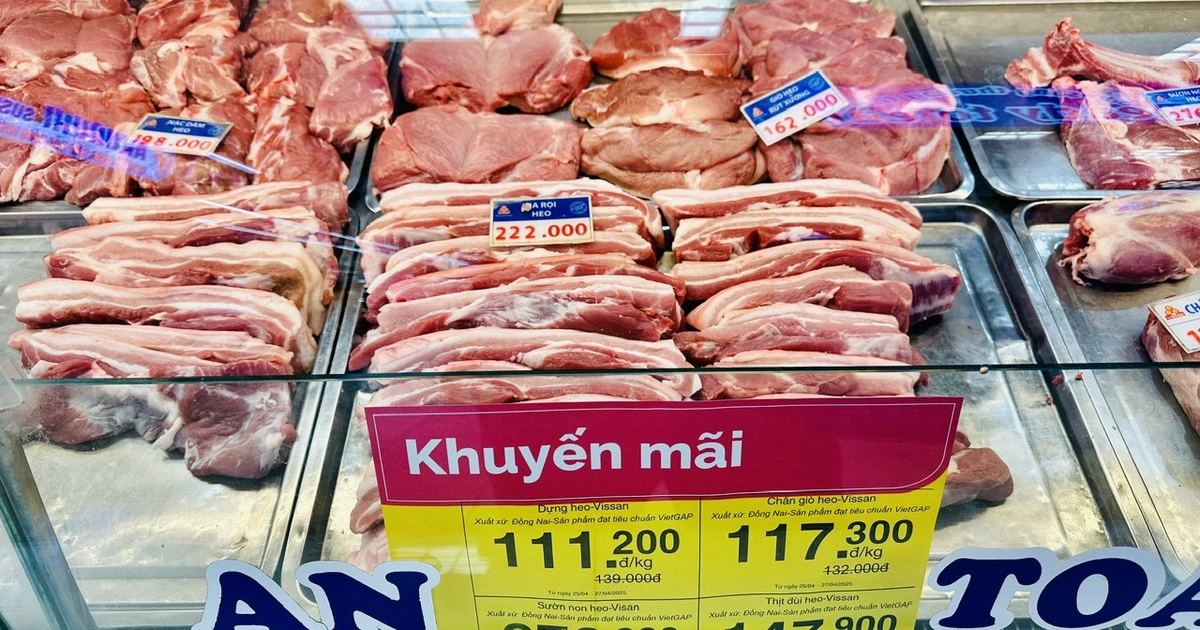 NẠC DĂM
HEO
198.000
GIÒ HEO
RÚT XƯƠNG
162.000
SƯỜN NON
BA RỌI
HEO
222.000
Khuyến mãi
Dựng heo-Vissan
Xuất xứ: Đồng Nai-Sản phẩm đạt tiêu chuẩn VietGAP
111.200
đ/kg
139.000đ
Từ ngày 25/04 - 27/04/2025
Chân giò heo-Vissan
Xuất xứ: Đồng Nai-Sản phẩm đạt tiêu chuẩn VietGAP
117.300
đ/kg
132.000đ
Từ ngày 25/04 - 27/04/2025
Sườn non heo-Visan
Xuất xứ: Đồng Nai-Sản phẩm đạt tiêu chuẩn VietGAP
Thịt đùi heo-Vissan
Xuất xứ: Đồng Nai-Sản phẩm đạt tiêu chuẩn VietGAP
147.900
AN TOÀ